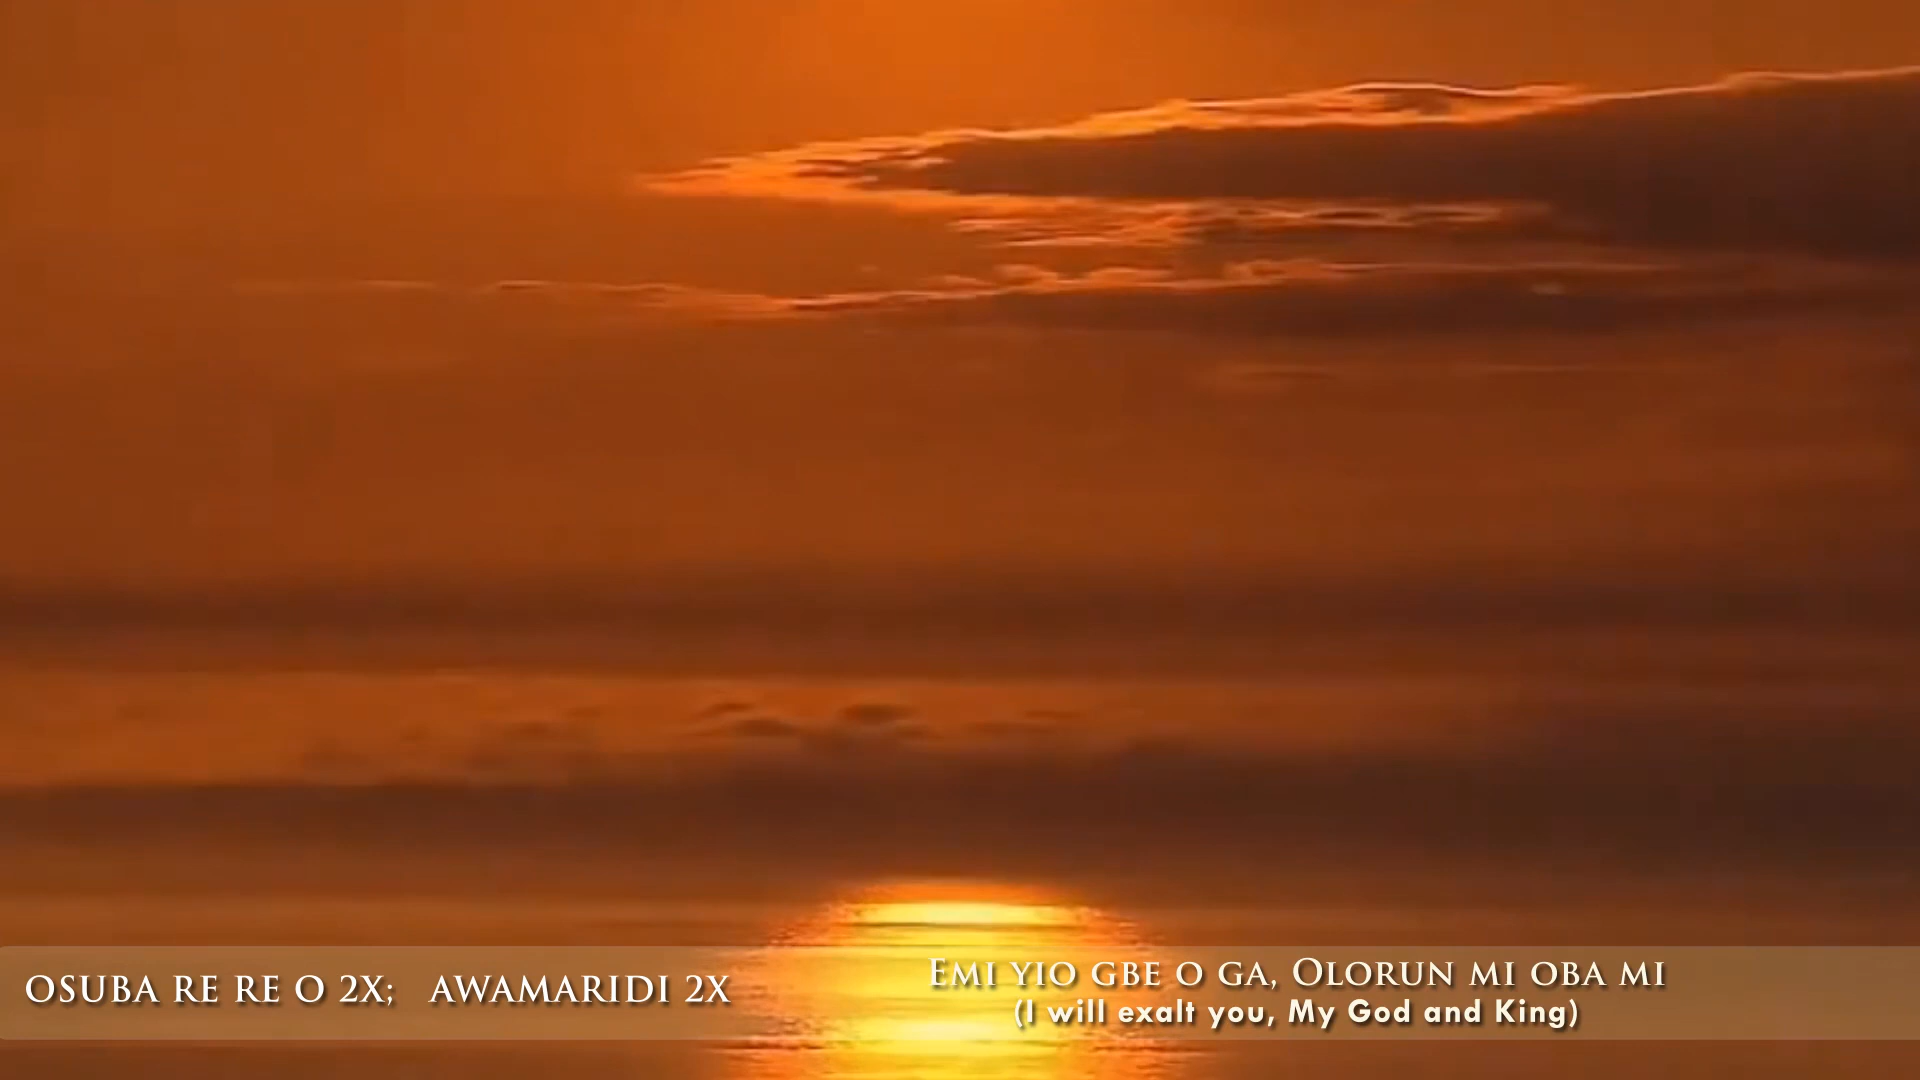 OSUBA RE RE O 2X; AWAMARIDI 2X
EMI YIO GBE O GA, OLORUN MI OBA MI
(I will exalt you, My God and King)